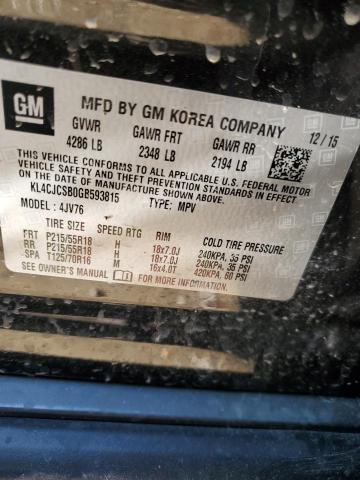 GM
MFD BY GM KOREA COMPANY 12/15
GVWR GAWR FRT GAWR RR
4286 LB 2348 LB 2194 LB
THIS VEHICLE CONFORMS TO ALL APPLICABLE U.S. FEDERAL MOTOR
VEHICLE SAFETY AND THEFT PREVENTION STANDARDS IN EFFECT
ON THE DATE OF MANUFACTURE SHOWN ABOVE.
KL4CJCSB0GB593815 TYPE: MPV
MODEL: 4JV76
TIRE SIZE SPEED RTG RIM COLD TIRE PRESSURE
FRT P215/55R18 H 18x7.0J 240KPA, 35 PSI
RR P215/55R18 H 18x7.0J 240KPA, 35 PSI
SPA T125/70R16 M 16x4.0T 420KPA, 60 PSI
SEE OWNER'S MANUAL FOR MORE INFORMATION.